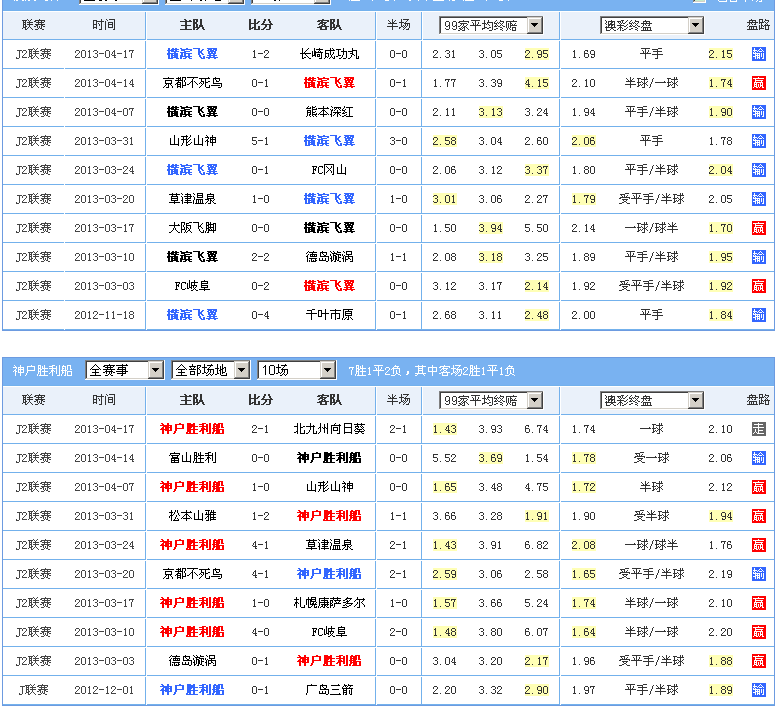 联赛 时间 主队 比分 客队 半场 99家平均终赔 澳彩终盘 盘路
J2联赛 2013-04-17 横滨飞翼 1-2 长崎成功丸 0-0 2.31 3.05 2.95 1.69 平手 2.15 输
J2联赛 2013-04-14 京都不死鸟 0-1 横滨飞翼 0-1 1.77 3.39 4.15 2.10 半球/一球 1.74 赢
J2联赛 2013-04-07 横滨飞翼 0-0 熊本深红 0-0 2.11 3.13 3.24 1.94 平手/半球 1.90 输
J2联赛 2013-03-31 山形山神 5-1 横滨飞翼 3-0 2.58 3.04 2.60 2.06 平手 1.78 输
J2联赛 2013-03-24 横滨飞翼 0-1 FC冈山 0-0 2.06 3.12 3.37 1.80 平手/半球 2.04 输
J2联赛 2013-03-20 草津温泉 1-0 横滨飞翼 1-0 3.01 3.06 2.27 1.79 受平手/半球 2.05 输
J2联赛 2013-03-17 大阪飞脚 0-0 横滨飞翼 0-0 1.50 3.94 5.50 2.14 一球/球半 1.70 赢
J2联赛 2013-03-10 横滨飞翼 2-2 德岛漩涡 1-1 2.08 3.18 3.25 1.89 平手/半球 1.95 输
J2联赛 2013-03-03 FC岐阜 0-2 横滨飞翼 0-0 3.12 3.17 2.14 1.92 受平手/半球 1.92 赢
J2联赛 2012-11-18 横滨飞翼 0-4 千叶市原 0-1 2.68 3.11 2.48 2.00 平手 1.84 输
神户胜利船 全赛事 全部场地 10场 7胜1平2负，其中客场2胜1平1负
联赛 时间 主队 比分 客队 半场 99家平均终赔 澳彩终盘 盘路
J2联赛 2013-04-17 神户胜利船 2-1 北九州向日葵 2-1 1.43 3.93 6.74 1.74 一球 2.10 走
J2联赛 2013-04-14 富山胜利 0-0 神户胜利船 0-0 5.52 3.69 1.54 1.78 受一球 2.06 输
J2联赛 2013-04-07 神户胜利船 1-0 山形山神 0-0 1.65 3.48 4.75 1.72 半球 2.12 赢
J2联赛 2013-03-31 松本山雅 1-2 神户胜利船 1-1 3.66 3.28 1.91 1.90 受半球 1.94 赢
J2联赛 2013-03-24 神户胜利船 4-1 草津温泉 2-1 1.43 3.91 6.82 2.08 一球/球半 1.76 赢
J2联赛 2013-03-20 京都不死鸟 4-1 神户胜利船 2-1 2.59 3.06 2.58 1.65 受平手/半球 2.19 输
J2联赛 2013-03-17 神户胜利船 1-0 札幌康萨多尔 1-0 1.57 3.66 5.24 1.74 半球/一球 2.10 赢
J2联赛 2013-03-10 神户胜利船 4-0 FC岐阜 2-0 1.48 3.80 6.07 1.64 半球/一球 2.20 赢
J2联赛 2013-03-03 德岛漩涡 0-1 神户胜利船 0-0 3.04 3.20 2.17 1.96 受平手/半球 1.88 赢
J联赛 2012-12-01 神户胜利船 0-1 广岛三箭 0-0 2.20 3.32 2.90 1.97 平手/半球 1.89 输